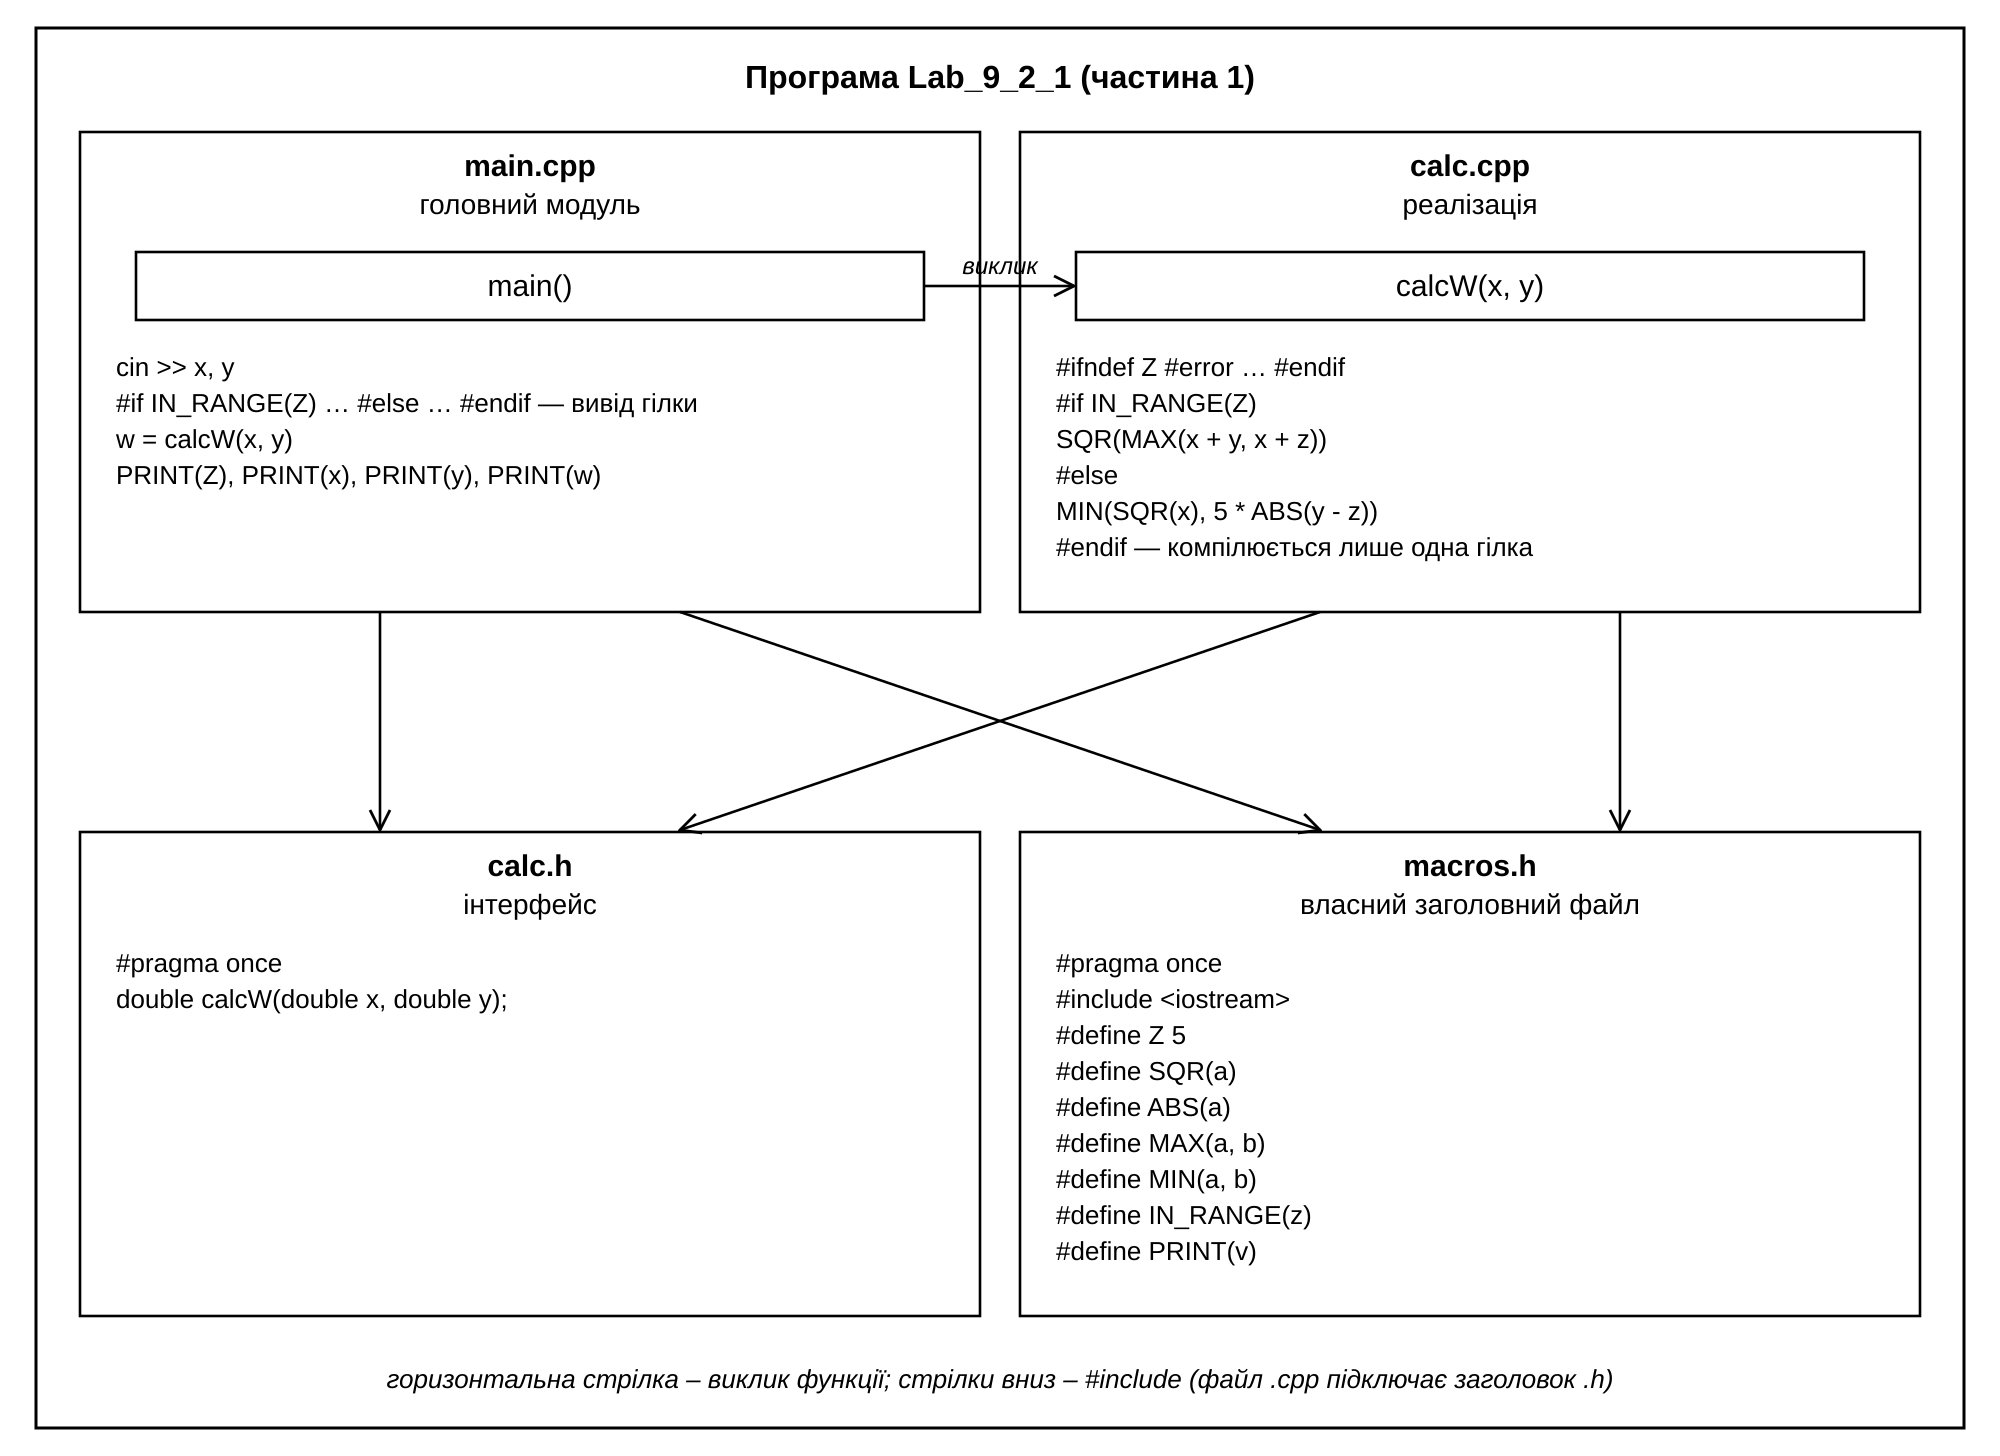 Програма Lab_9_2_1 (частина 1)
main.cpp
головний модуль
main()
cin >> x, y
#if IN_RANGE(Z) … #else … #endif — вивід гілки
w = calcW(x, y)
PRINT(Z), PRINT(x), PRINT(y), PRINT(w)
виклик
calc.cpp
реалізація
calcW(x, y)
#ifndef Z #error … #endif
#if IN_RANGE(Z)
SQR(MAX(x + y, x + z))
#else
MIN(SQR(x), 5 * ABS(y - z))
#endif — компілюється лише одна гілка
calc.h
інтерфейс
#pragma once
double calcW(double x, double y);
macros.h
власний заголовний файл
#pragma once
#include <iostream>
#define Z 5
#define SQR(a)
#define ABS(a)
#define MAX(a, b)
#define MIN(a, b)
#define IN_RANGE(z)
#define PRINT(v)
горизонтальна стрілка – виклик функції; стрілки вниз – #include (файл .cpp підключає заголовок .h)